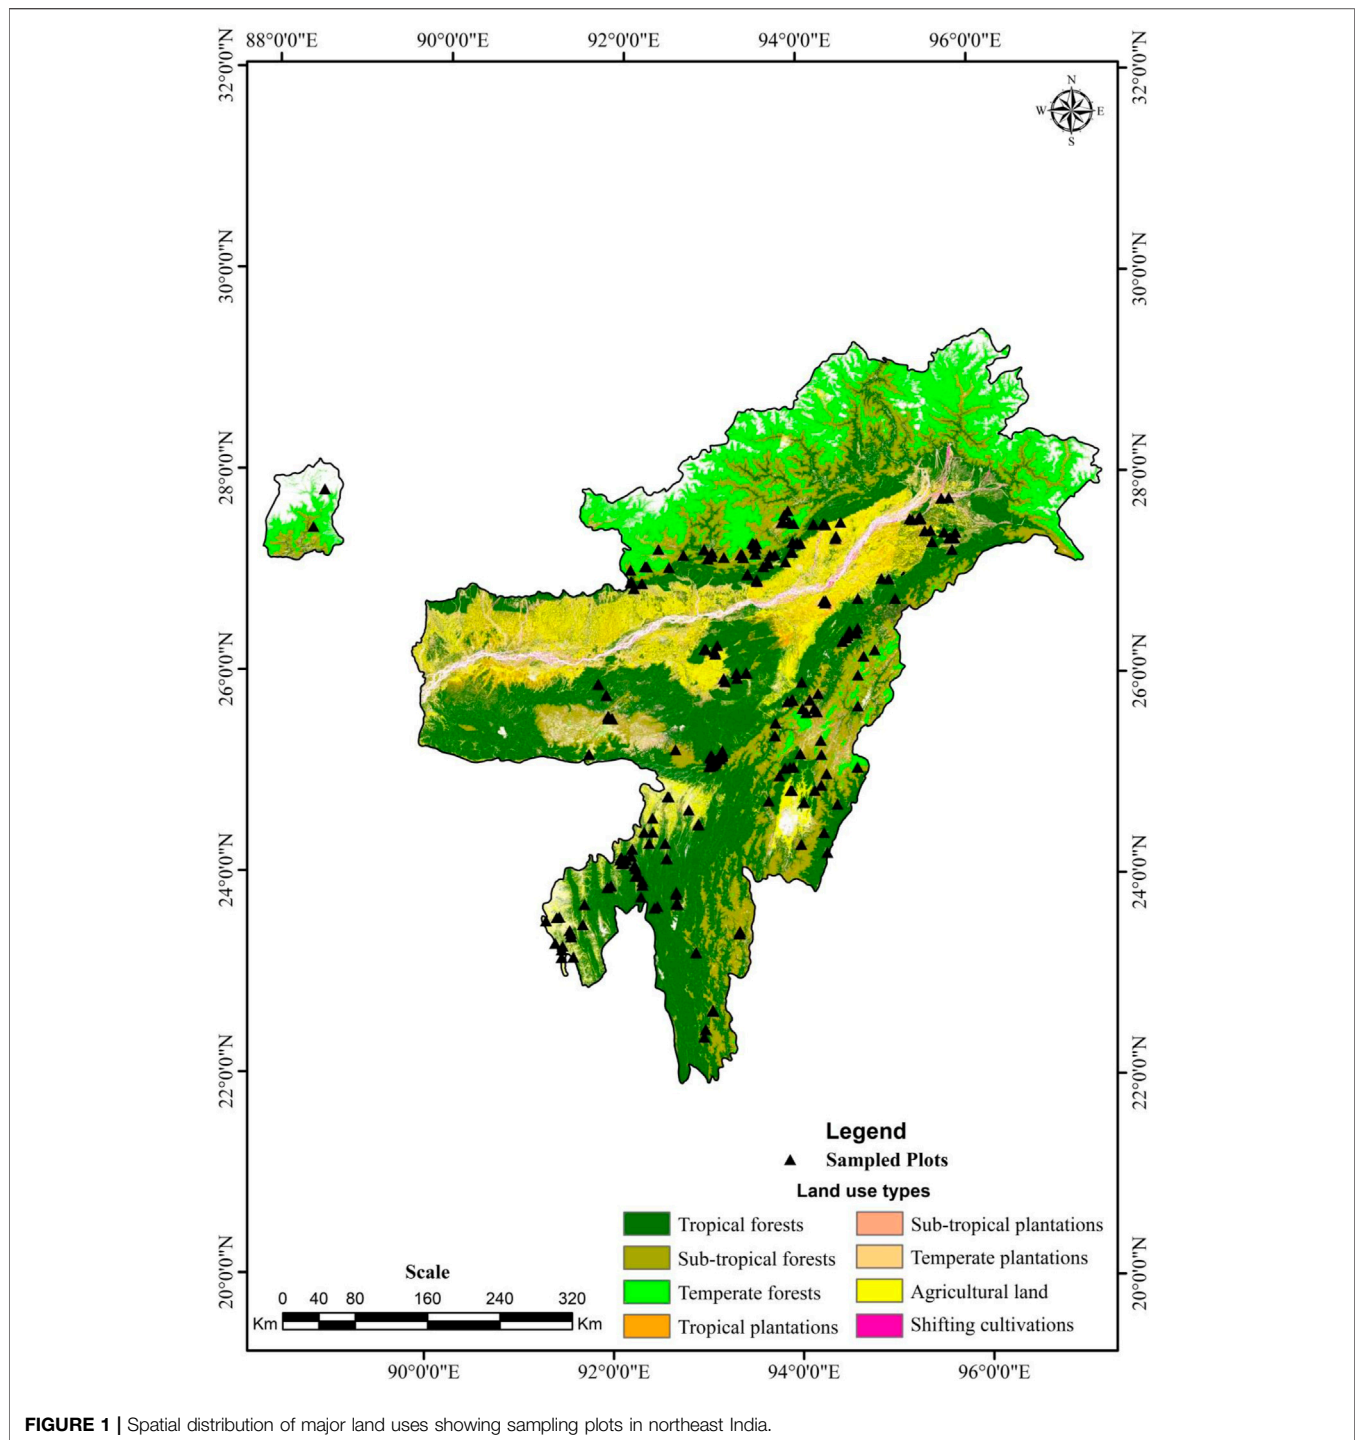 88°0'0"E 90°0'0"E 92°0'0"E 94°0'0"E 96°0'0"E
32°0'0"N 32°0'0"N
N
W E
S
30°0'0"N 30°0'0"N
28°0'0"N 28°0'0"N
26°0'0"N 26°0'0"N
24°0'0"N 24°0'0"N
22°0'0"N 22°0'0"N
20°0'0"N 20°0'0"N
Legend
Sampled Plots
Land use types
Tropical forests Sub-tropical plantations
Sub-tropical forests Temperate plantations
Temperate forests Agricultural land
Tropical plantations Shifting cultivations
Scale
0 40 80 160 240 320
Km Km
90°0'0"E 92°0'0"E 94°0'0"E 96°0'0"E
FIGURE 1 | Spatial distribution of major land uses showing sampling plots in northeast India.